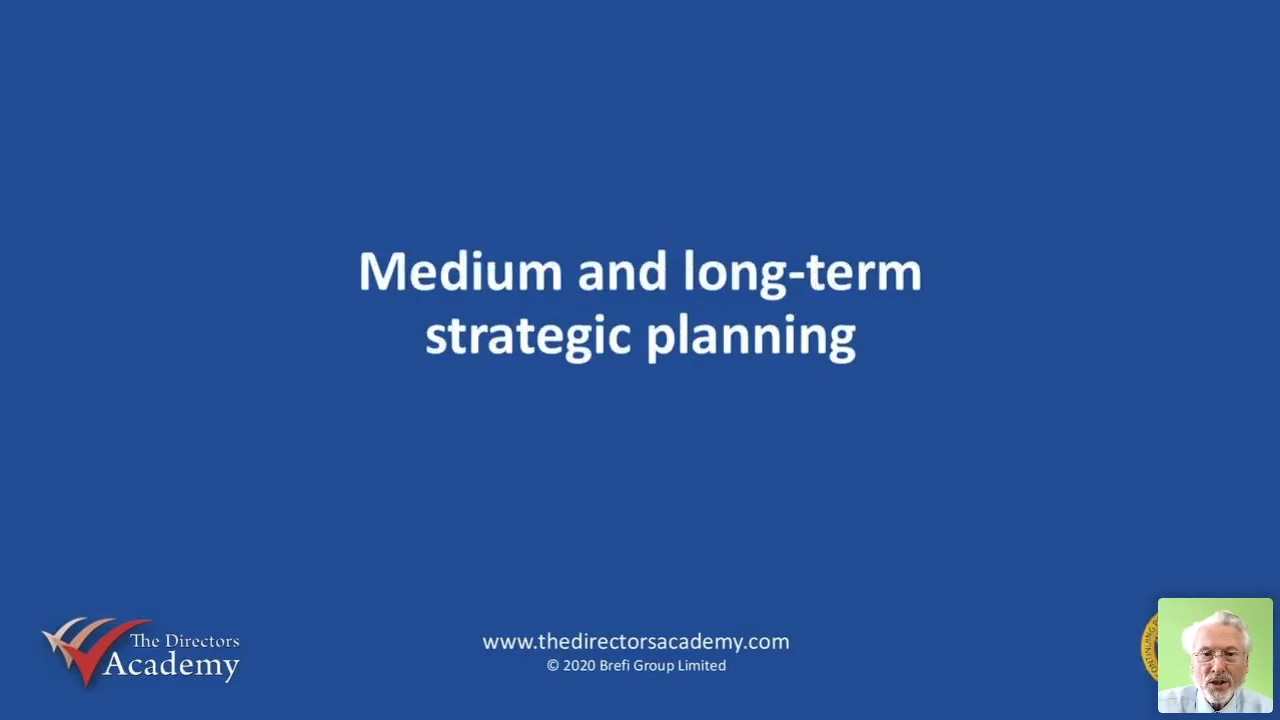 Medium and long-term
strategic planning
The Directors
Academy
www.thedirectorsacademy.com
© 2020 Brefi Group Limited